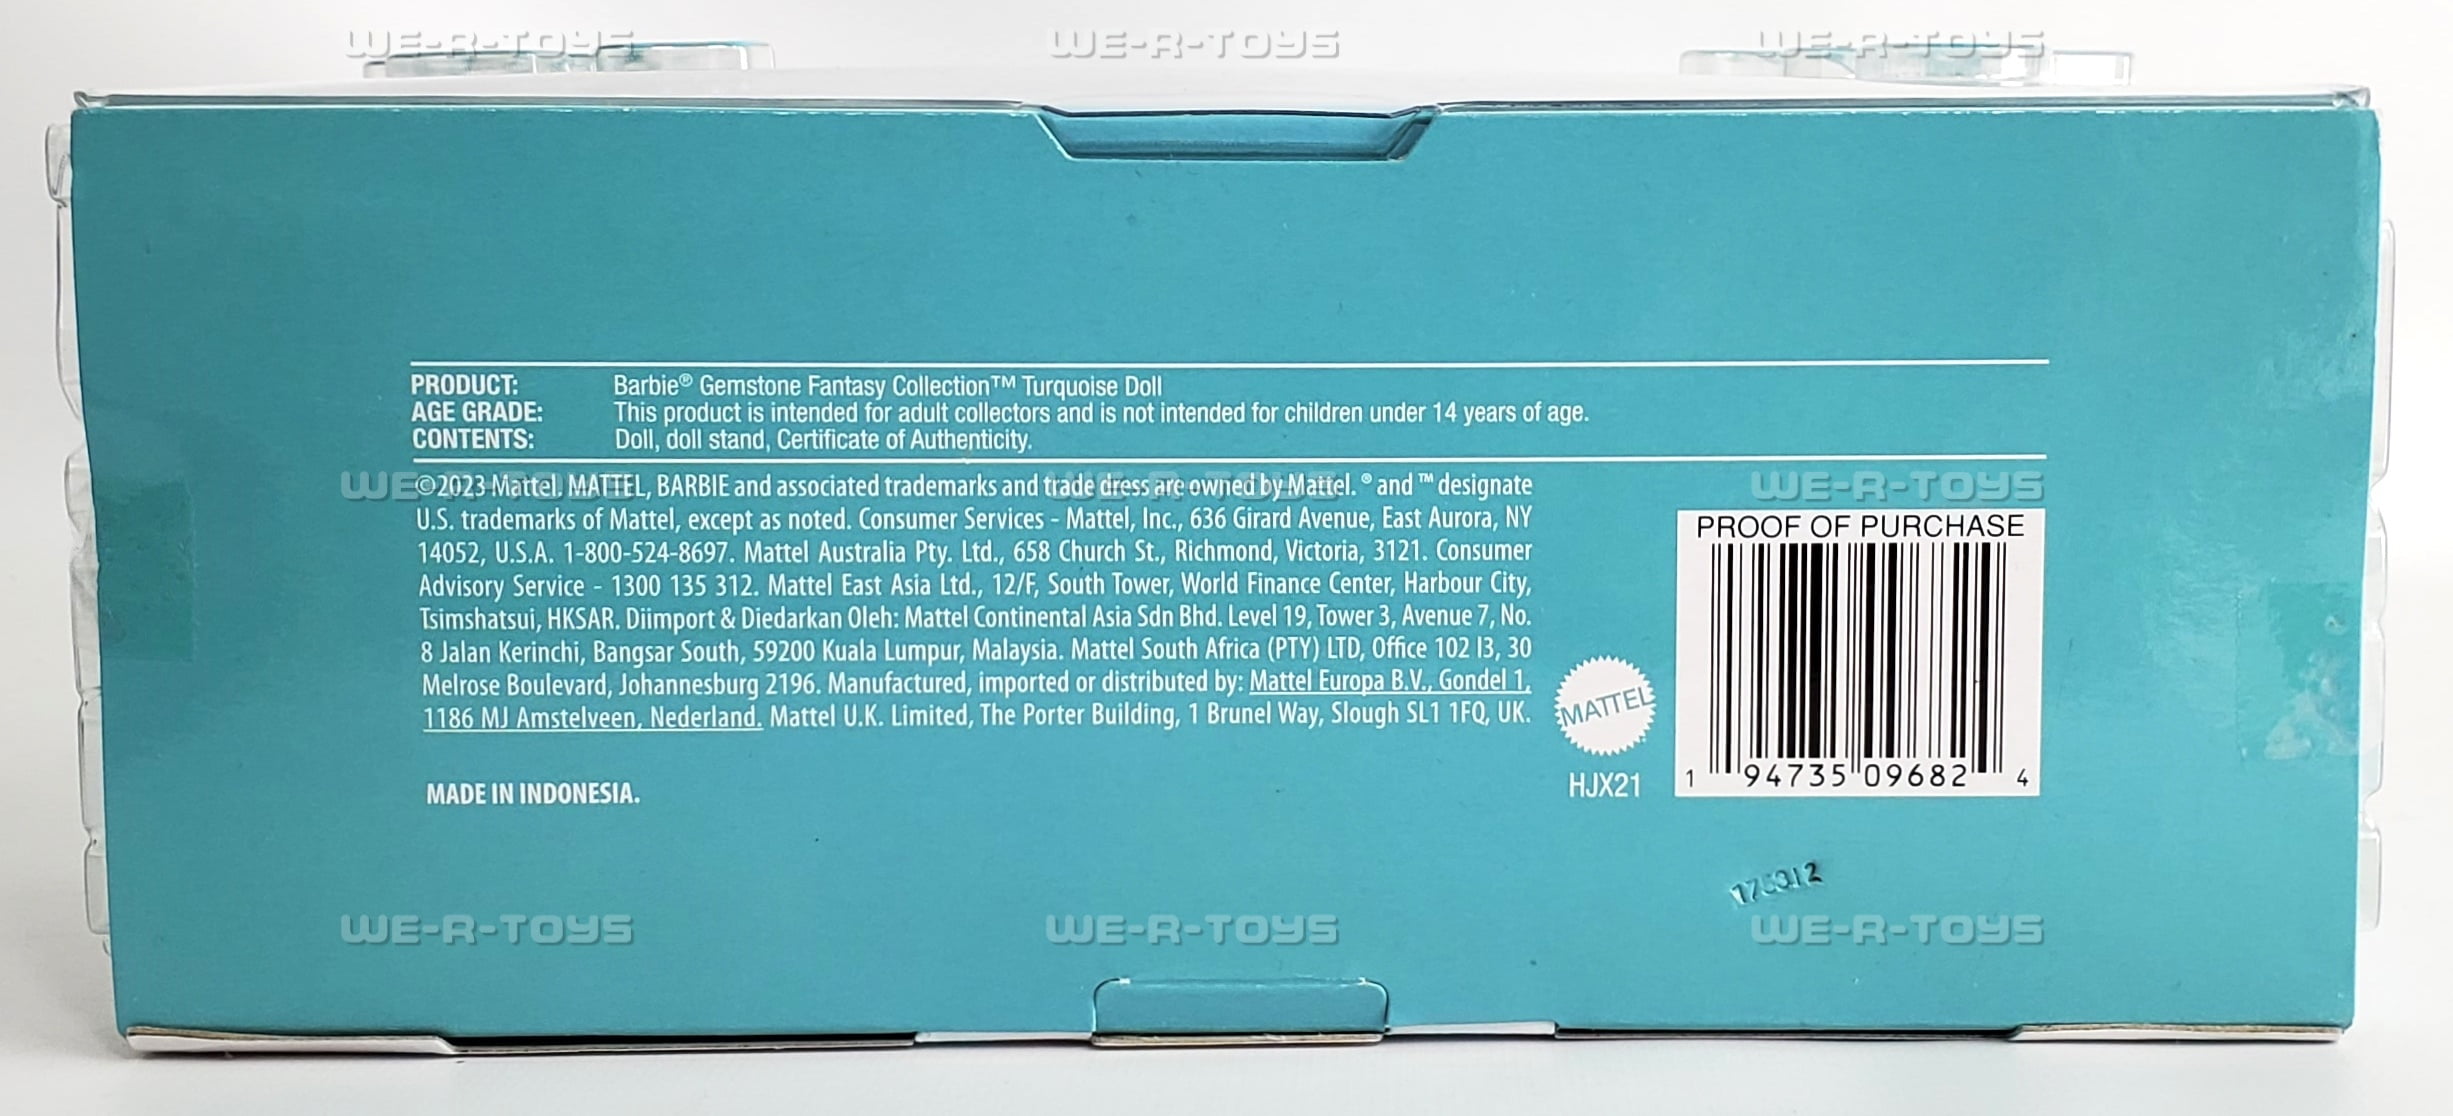 WE-R-TOYS WE-R-TOYS WE-R-TOYS
PRODUCT: Barbie® Gemstone Fantasy Collection™ Turquoise Doll
AGE GRADE: This product is intended for adult collectors and is not intended for children under 14 years of age.
CONTENTS: Doll, doll stand, Certificate of Authenticity.
WE-R-TOYS WE-R-TOYS WE-R-TOYS
©2023 Mattel. MATTEL, BARBIE and associated trademarks and trade dress are owned by Mattel. ® and ™ designate
U.S. trademarks of Mattel, except as noted. Consumer Services - Mattel, Inc., 636 Girard Avenue, East Aurora, NY
14052, U.S.A. 1-800-524-8697. Mattel Australia Pty. Ltd., 658 Church St., Richmond, Victoria, 3121. Consumer
Advisory Service - 1300 135 312. Mattel East Asia Ltd., 12/F, South Tower, World Finance Center, Harbour City,
Tsimshatsui, HKSAR. Diimport & Diedarkan Oleh: Mattel Continental Asia Sdn Bhd. Level 19, Tower 3, Avenue 7, No.
8 Jalan Kerinchi, Bangsar South, 59200 Kuala Lumpur, Malaysia. Mattel South Africa (PTY) LTD, Office 102 I3, 30
Melrose Boulevard, Johannesburg 2196. Manufactured, imported or distributed by: Mattel Europa B.V., Gondel 1,
1186 MJ Amstelveen, Nederland. Mattel U.K. Limited, The Porter Building, 1 Brunel Way, Slough SL1 1FQ, UK.
MADE IN INDONESIA.
MATTEL
HJX21
PROOF OF PURCHASE
1 94735 09682 4
WE-R-TOYS WE-R-TOYS WE-R-TOYS